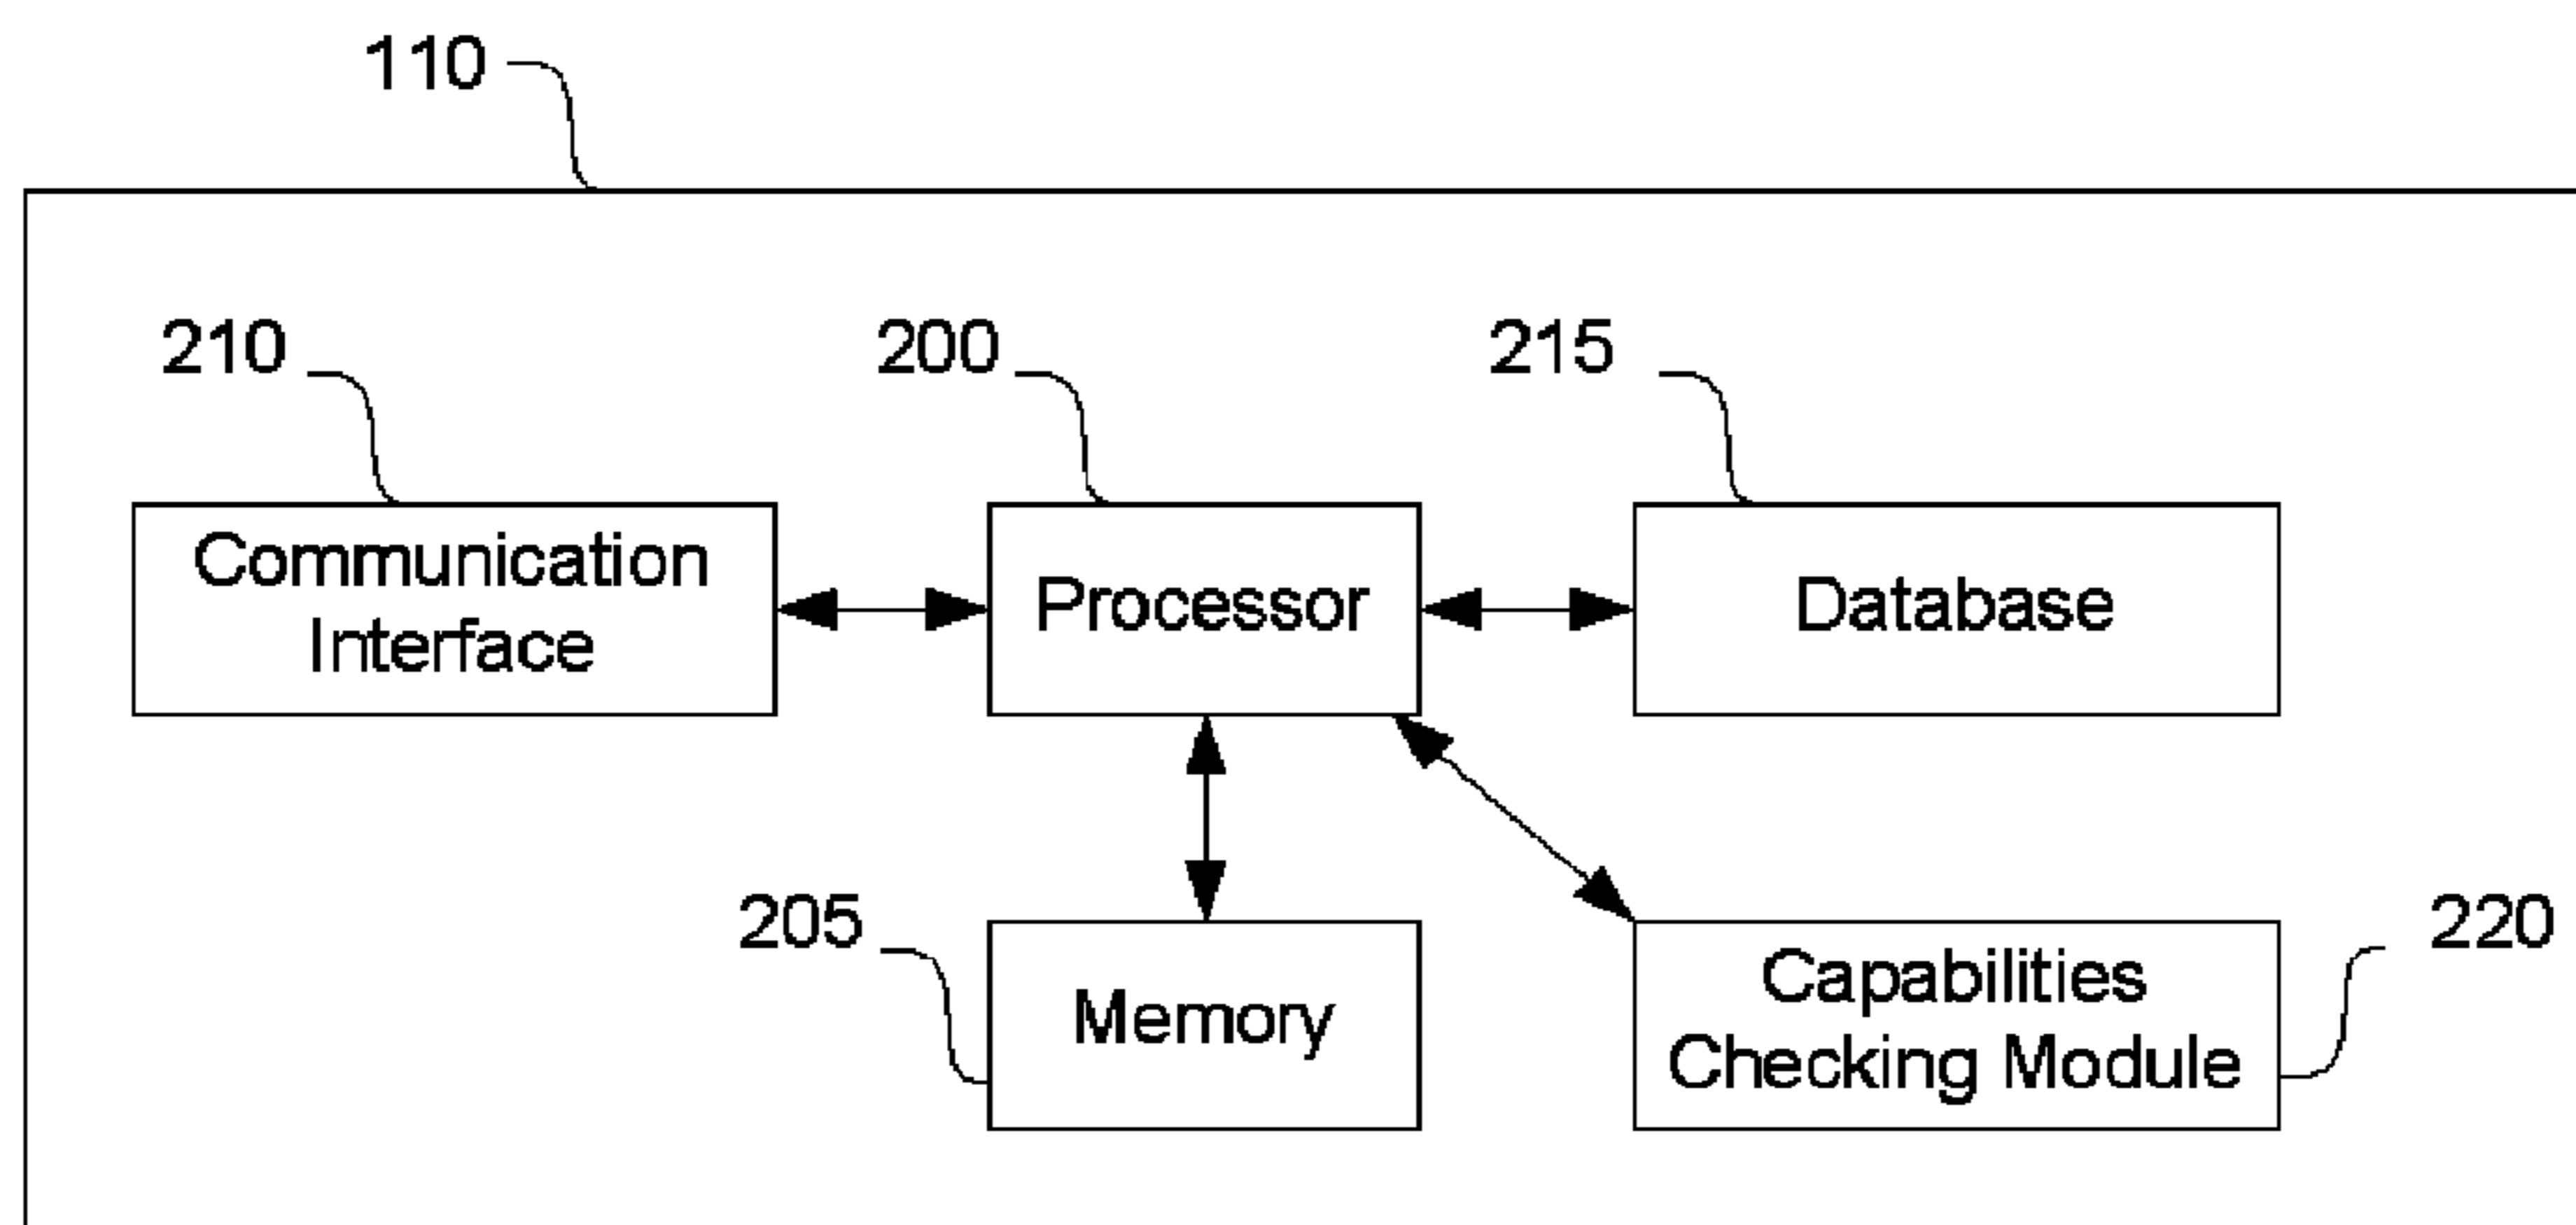 110
210
200
215
Communication
Interface
Processor
Database
205
Memory
Capabilities
Checking Module
220